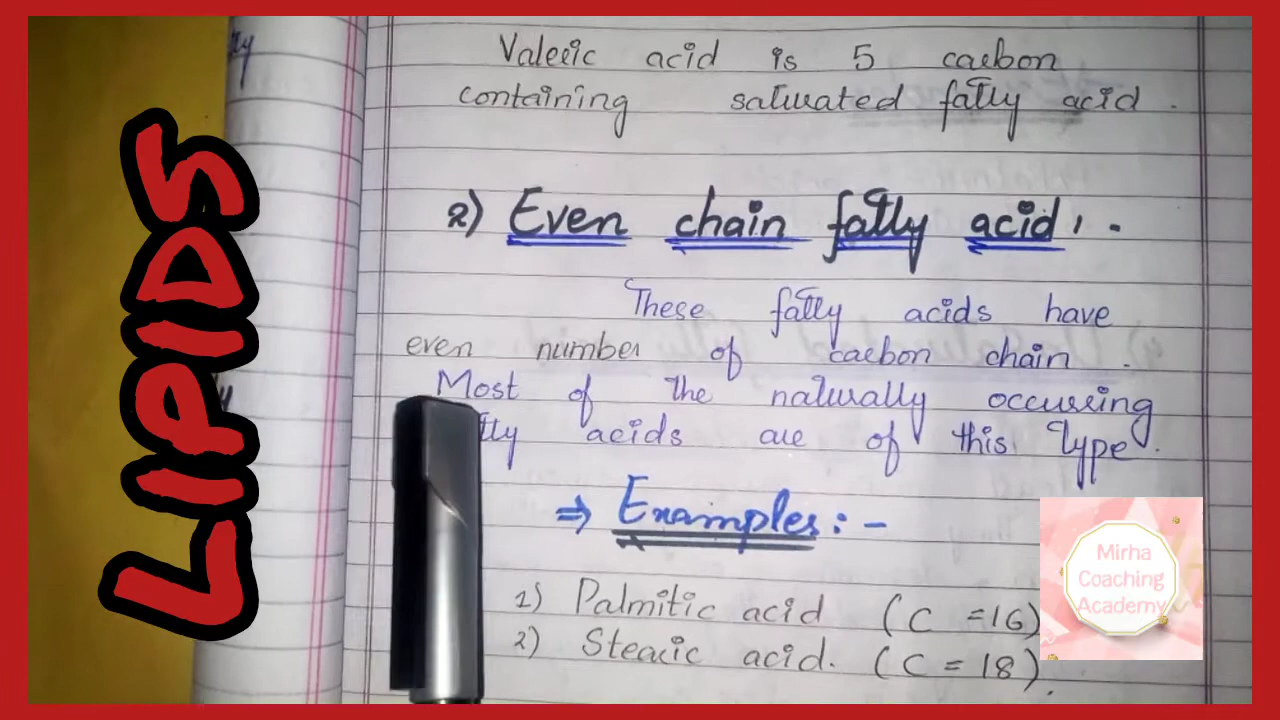 LIPIDS
Valeric acid is 5 carbon
containing saturated fatty acid.
2) Even chain fatty acid:-
These fatty acids have
even number of carbon chain.
Most of the naturally occurring
tty acids are of this type.
⇒ Examples:-
1) Palmitic acid (C =16)
2) Stearic acid. (C = 18).
Mirha
Coaching
Academy